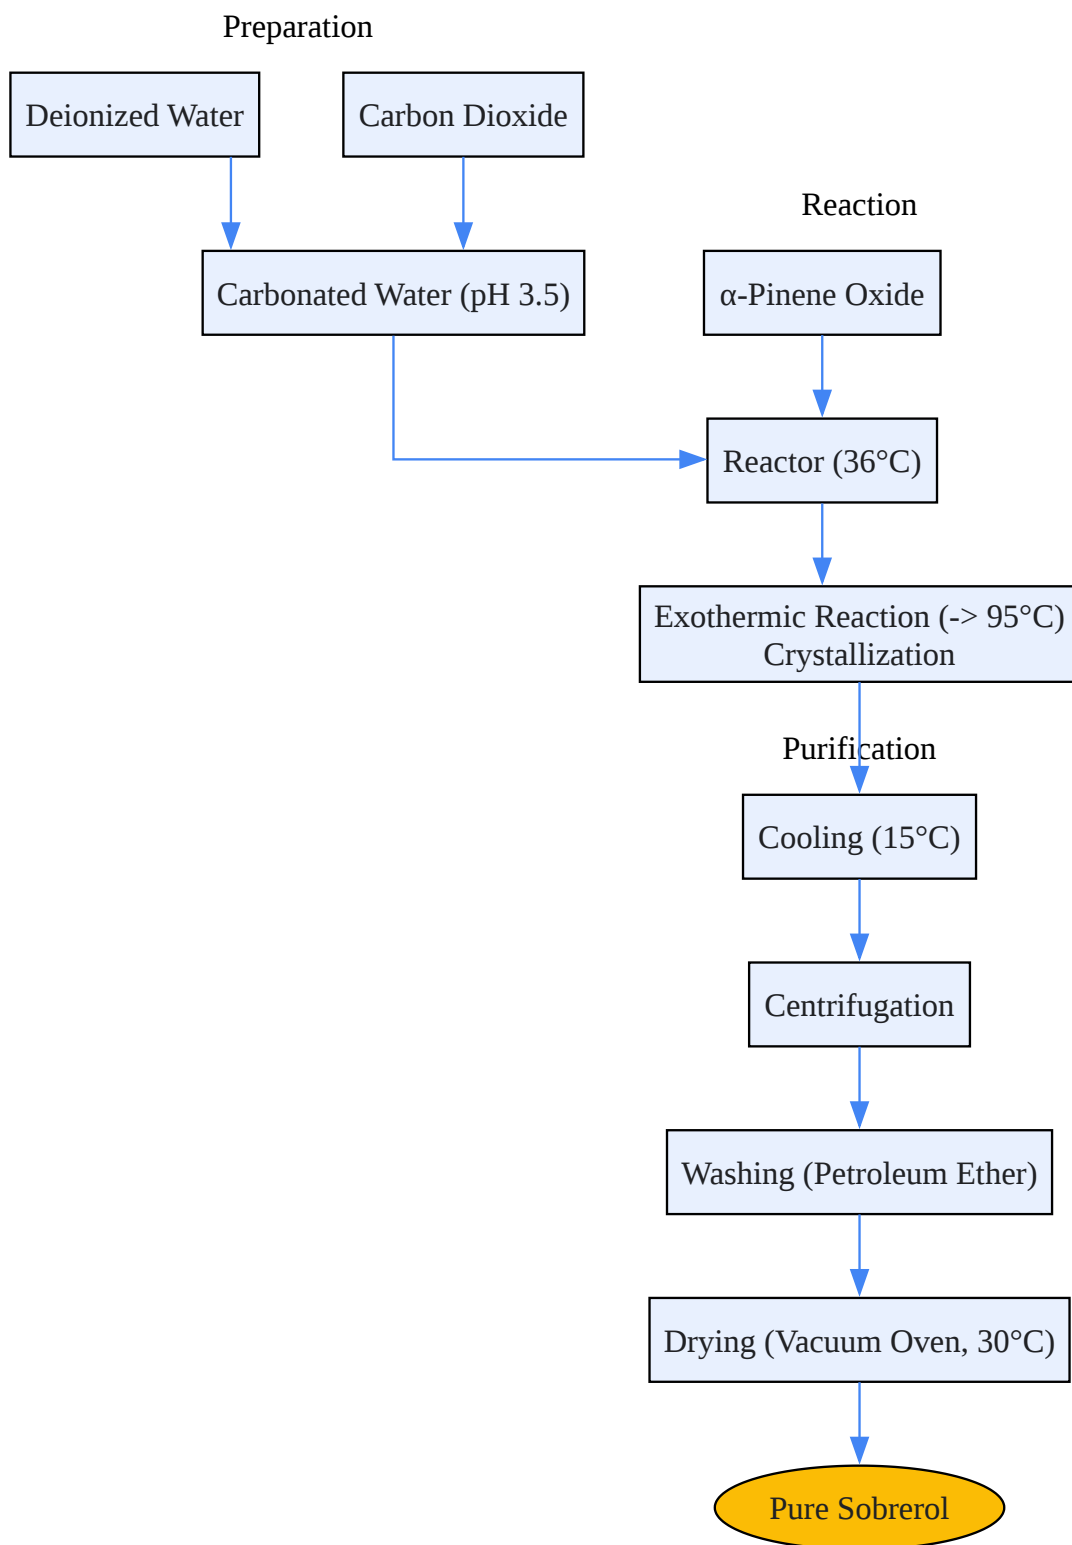 Preparation
Deionized Water
Carbon Dioxide
Carbonated Water (pH 3.5)
Reaction
α-Pinene Oxide
Reactor (36°C)
Exothermic Reaction (-> 95°C)
Crystallization
Purification
Cooling (15°C)
Centrifugation
Washing (Petroleum Ether)
Drying (Vacuum Oven, 30°C)
Pure Sobrerol